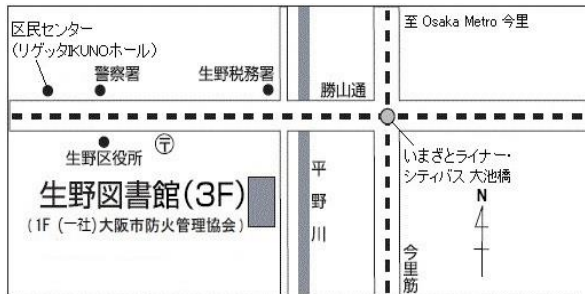 区民センター
(リゲッタIKUNOホール)
至 Osaka Metro 今里
警察署
生野税務署
勝山通
生野区役所
〒
いまざとライナー・
シティバス 大池橋
生野図書館(3F)
(1F (一社)大阪市防火管理協会)
平野川
N
今里筋